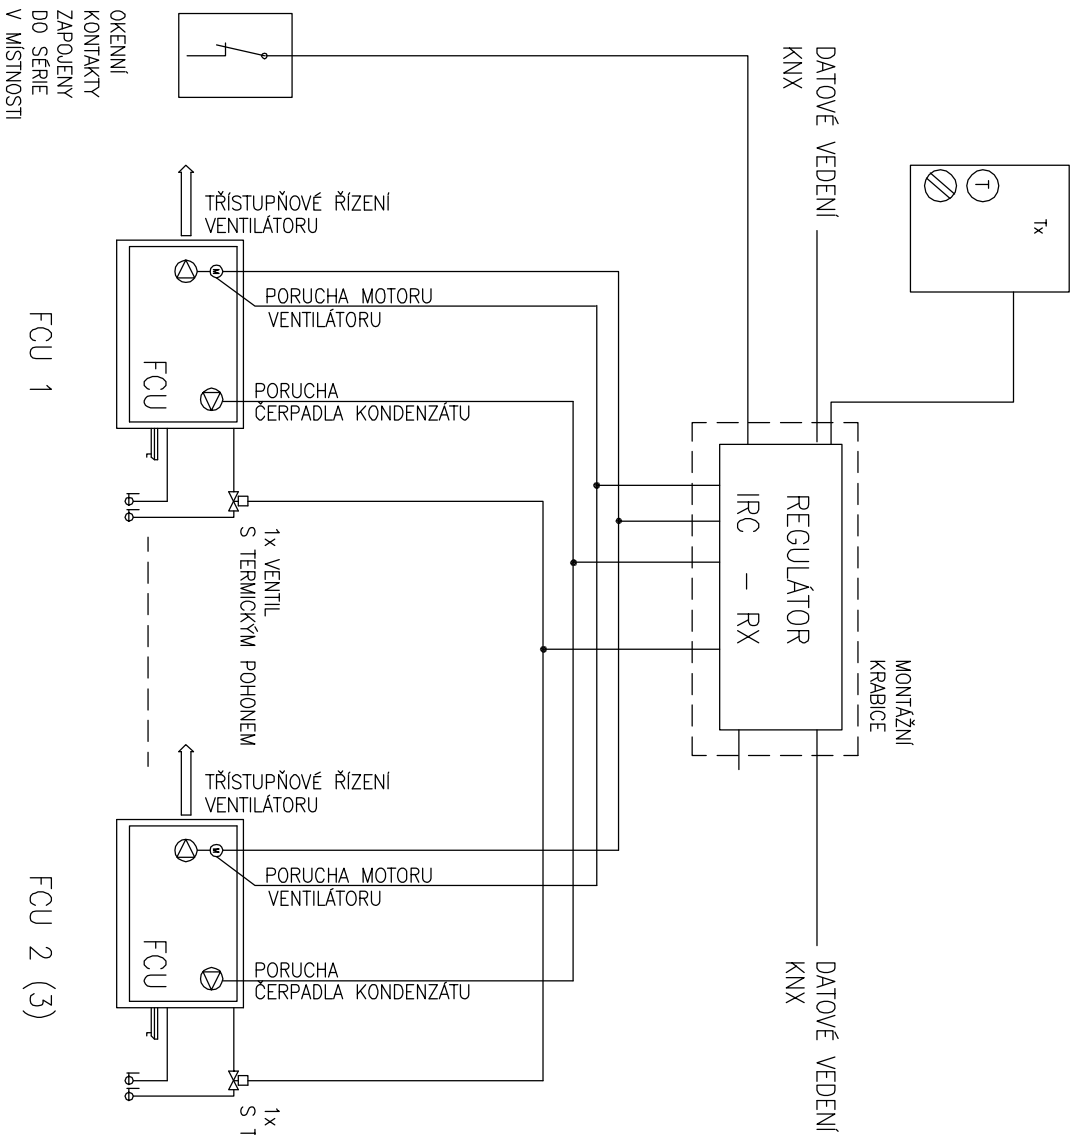 Tx
T
DATOVÉ VEDENÍ
KNX
DATOVÉ VEDENÍ
KNX
MONTÁŽNÍ
KRABICE
REGULÁTOR
IRC - RX
OKENNÍ
KONTAKTY
ZAPOJENY
DO SÉRIE
V MÍSTNOSTI
TŘÍSTUPŇOVÉ ŘÍZENÍ
VENTILÁTORU
M
PORUCHA MOTORU
VENTILÁTORU
PORUCHA
ČERPADLA KONDENZÁTU
FCU
FCU 1
1x VENTIL
S TERMICKÝM POHONEM
TŘÍSTUPŇOVÉ ŘÍZENÍ
VENTILÁTORU
M
PORUCHA MOTORU
VENTILÁTORU
PORUCHA
ČERPADLA KONDENZÁTU
FCU
FCU 2 (3)
1x
S T